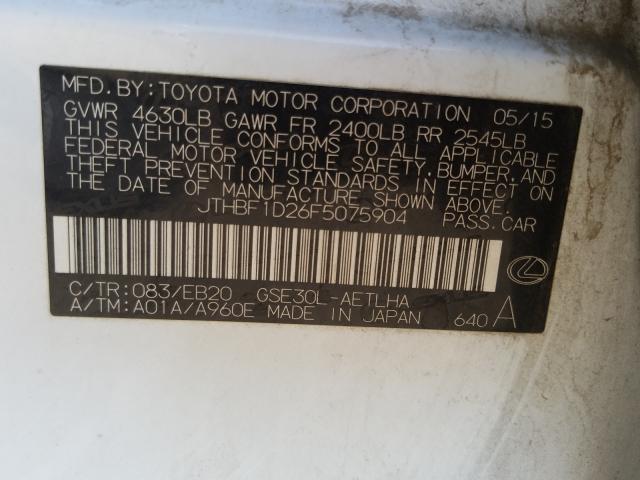 MFD.BY:TOYOTA MOTOR CORPORATION 05/15
GVWR 4630LB GAWR FR 2400LB RR 2545LB
THIS VEHICLE CONFORMS TO ALL APPLICABLE
FEDERAL MOTOR VEHICLE SAFETY,BUMPER,AND
THEFT PREVENTION STANDARDS IN EFFECT ON
THE DATE OF MANUFACTURE SHOWN ABOVE.
JTHBF1D26F5075904 PASS.CAR
C/TR:083/EB20 GSE30L-AETLHA
A/TM:A01A/A960E MADE IN JAPAN 640 A